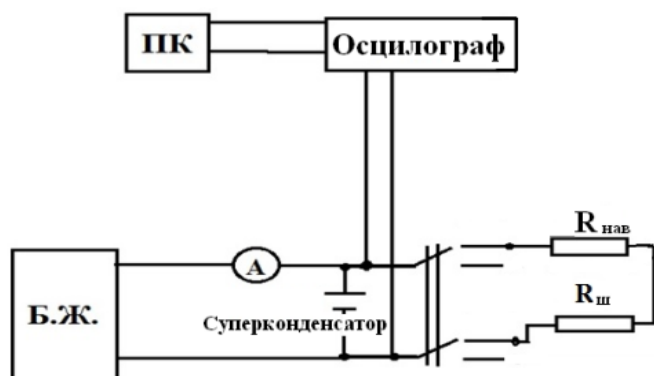 ПК
Осцилограф
А
R нав
Б.Ж.
Суперконденсатор
R ш